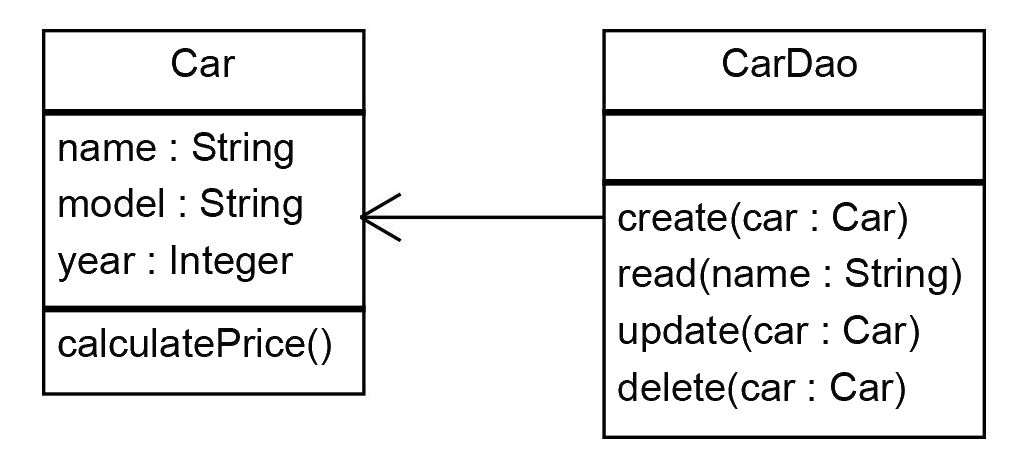 Car
name : String
model : String
year : Integer
calculatePrice()
CarDao
create(car : Car)
read(name : String)
update(car : Car)
delete(car : Car)